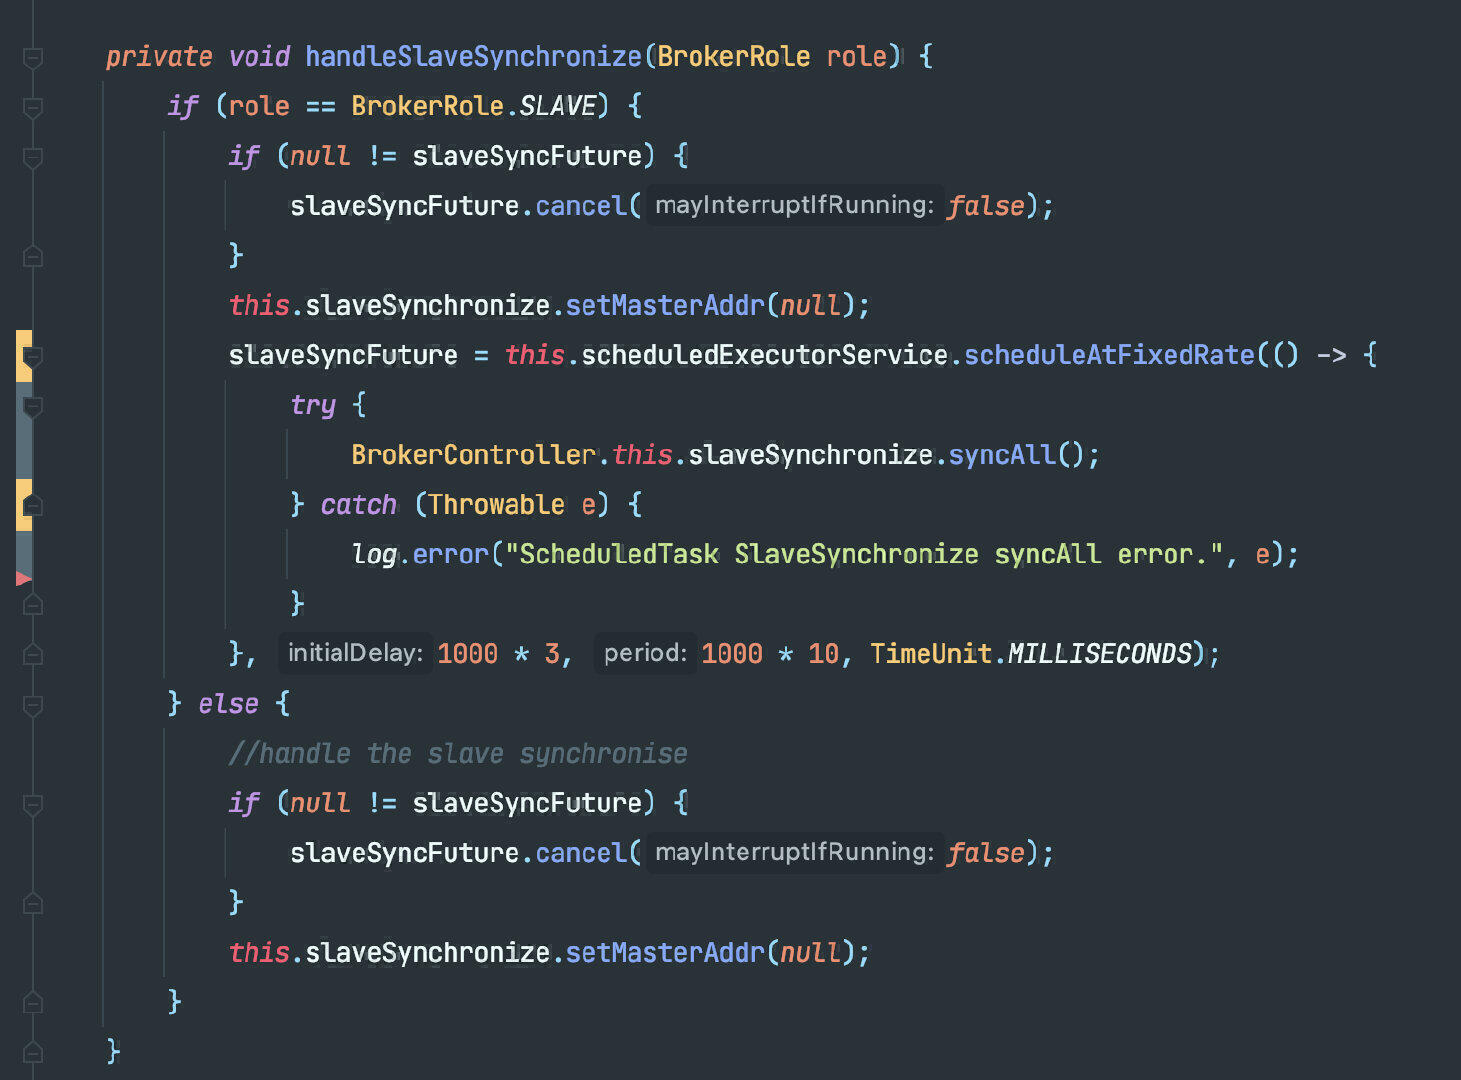 private void handleSlaveSynchronize(BrokerRole role) {
if (role == BrokerRole.SLAVE) {
if (null != slaveSyncFuture) {
slaveSyncFuture.cancel( mayInterruptIfRunning: false);
}
this.slaveSynchronize.setMasterAddr(null);
slaveSyncFuture = this.scheduledExecutorService.scheduleAtFixedRate(() -> {
try {
BrokerController.this.slaveSynchronize.syncAll();
} catch (Throwable e) {
log.error("ScheduledTask SlaveSynchronize syncAll error.", e);
}
}, initialDelay: 1000 * 3, period: 1000 * 10, TimeUnit.MILLISECONDS);
} else {
//handle the slave synchronise
if (null != slaveSyncFuture) {
slaveSyncFuture.cancel( mayInterruptIfRunning: false);
}
this.slaveSynchronize.setMasterAddr(null);
}
}